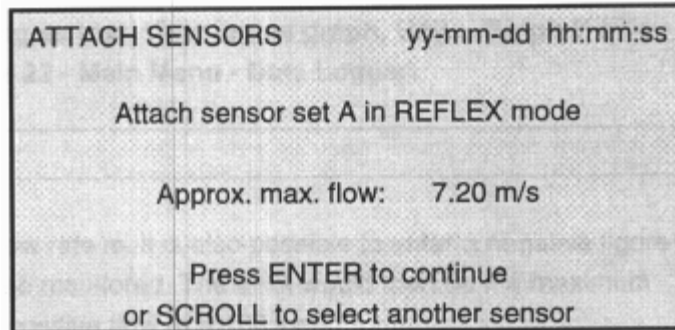 ATTACH SENSORS yy-mm-dd hh:mm:ss
Attach sensor set A in REFLEX mode
Approx. max. flow: 7.20 m/s
Press ENTER to continue
or SCROLL to select another sensor